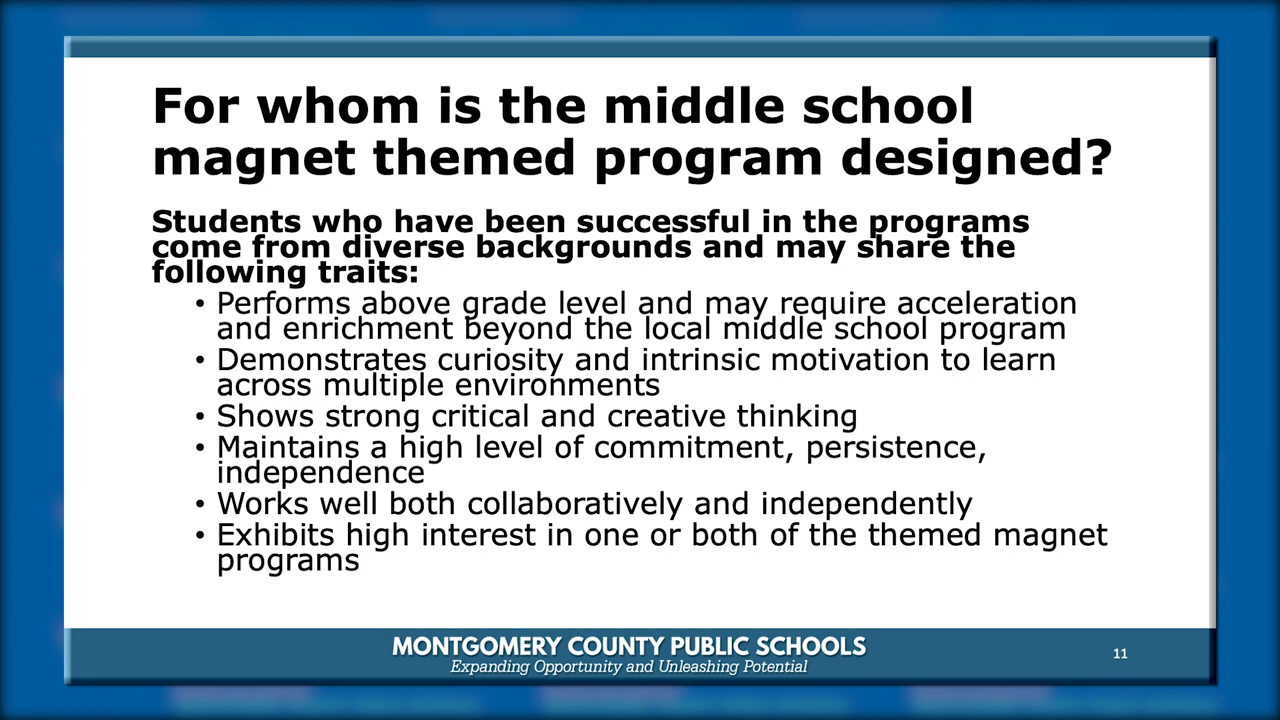 For whom is the middle school
magnet themed program designed?
Students who have been successful in the programs
come from diverse backgrounds and may share the
following traits:
• Performs above grade level and may require acceleration
and enrichment beyond the local middle school program
• Demonstrates curiosity and intrinsic motivation to learn
across multiple environments
• Shows strong critical and creative thinking
• Maintains a high level of commitment, persistence,
independence
• Works well both collaboratively and independently
• Exhibits high interest in one or both of the themed magnet
programs
MONTGOMERY COUNTY PUBLIC SCHOOLS
Expanding Opportunity and Unleashing Potential
11